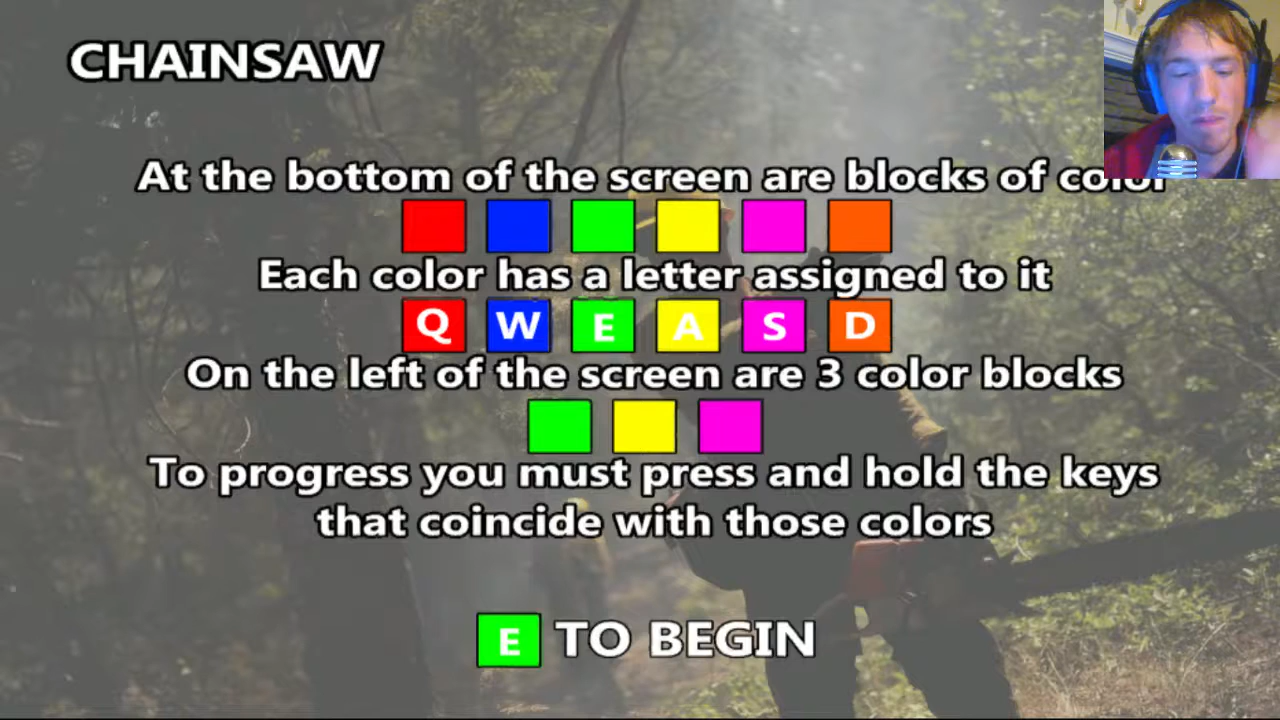 CHAINSAW
At the bottom of the screen are blocks of color
Each color has a letter assigned to it
Q W E A S D
On the left of the screen are 3 color blocks
To progress you must press and hold the keys
that coincide with those colors
E TO BEGIN